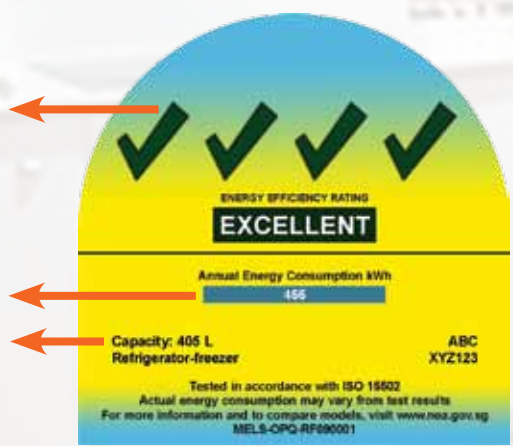 ENERGY EFFICIENCY RATING
EXCELLENT
Annual Energy Consumption kWh
456
Capacity: 405 L
ABC
Refrigerator-freezer
XYZ123
Tested in accordance with ISO 15502
Actual energy consumption may vary from test results
For more information and to compare models, visit www.nea.gov.sg
MELS-OPQ-RF090001